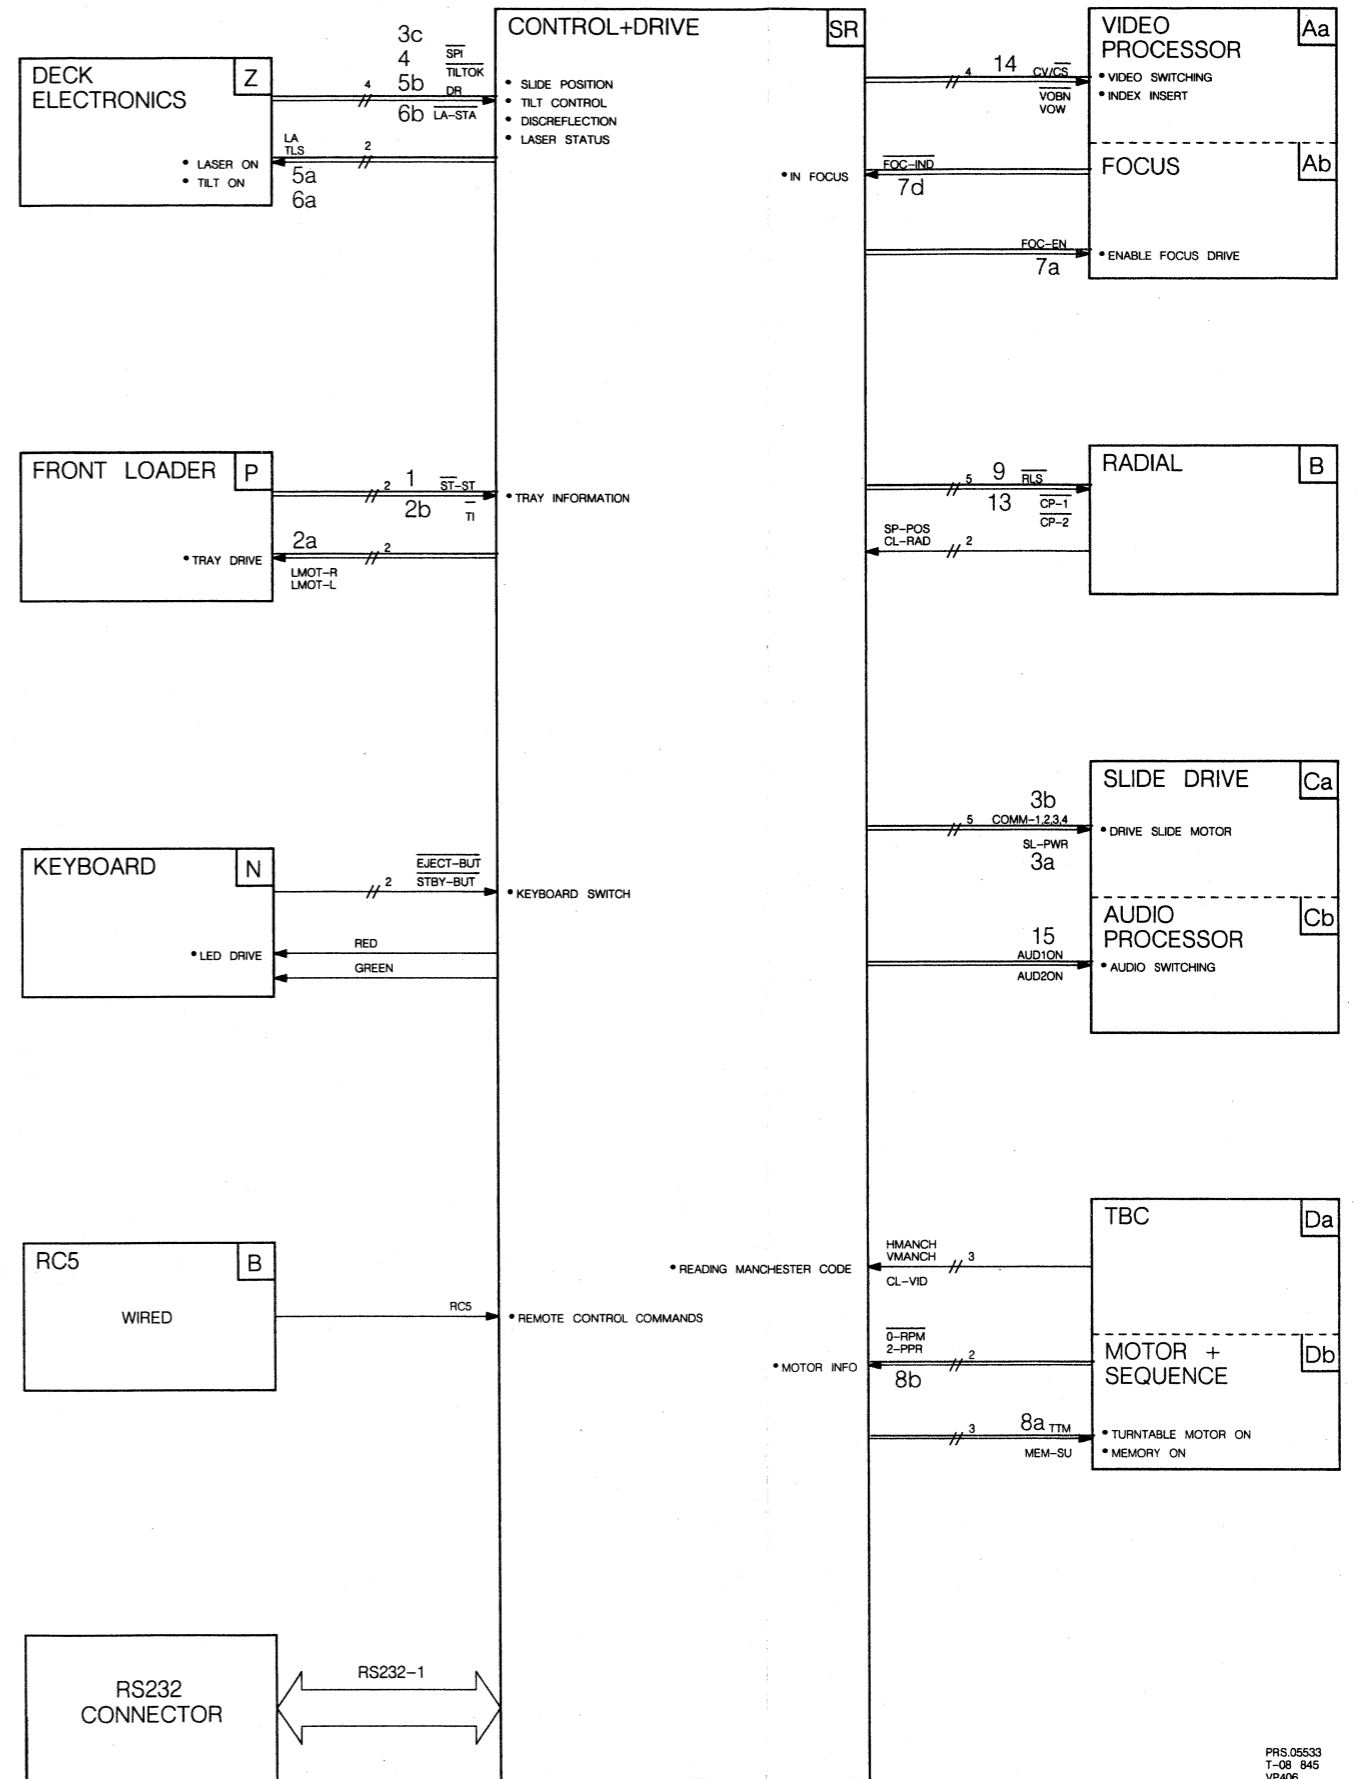 CONTROL+DRIVE
SR
• SLIDE POSITION
• TILT CONTROL
• DISCREFLECTION
• LASER STATUS
DECK
ELECTRONICS
Z
• LASER ON
• TILT ON
3c
SPI
4
TILTOK
4
5b
DR
6b
LA-STA
LA
TLS
2
5a
6a
VIDEO
PROCESSOR
Aa
• VIDEO SWITCHING
• INDEX INSERT
4
14
CV/CS
VOBN
VOW
FOCUS
Ab
• IN FOCUS
FOC-IND
7d
FOC-EN
7a
• ENABLE FOCUS DRIVE
FRONT LOADER
P
2
1
ST-ST
2b
TI
• TRAY INFORMATION
• TRAY DRIVE
2a
2
LMOT-R
LMOT-L
RADIAL
B
5
9
RLS
13
CP-1
CP-2
SP-POS
CL-RAD
2
SLIDE DRIVE
Ca
3b
5
COMM-1,2,3,4
• DRIVE SLIDE MOTOR
SL-PWR
3a
KEYBOARD
N
EJECT-BUT
2
STBY-BUT
• KEYBOARD SWITCH
• LED DRIVE
RED
GREEN
AUDIO
PROCESSOR
Cb
15
AUD1ON
• AUDIO SWITCHING
AUD2ON
TBC
Da
HMANCH
VMANCH
3
• READING MANCHESTER CODE
CL-VID
RC5
B
WIRED
RC5
• REMOTE CONTROL COMMANDS
MOTOR +
SEQUENCE
Db
0-RPM
2-PPR
2
• MOTOR INFO
8b
3
8a
TTM
• TURNTABLE MOTOR ON
MEM-SU
• MEMORY ON
RS232
CONNECTOR
RS232-1
PRS.05533
T-08 845
VP406